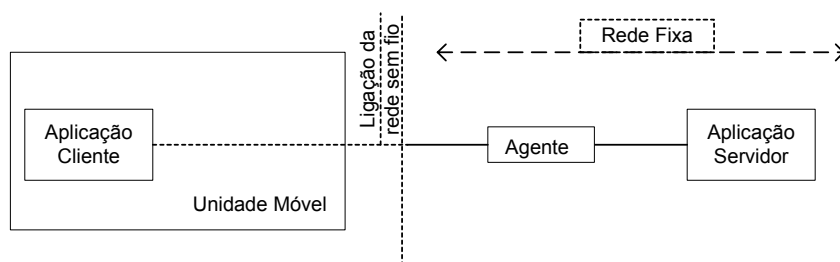 Rede Fixa
Ligação da
rede sem fio
Aplicação
Cliente
Agente
Aplicação
Servidor
Unidade Móvel